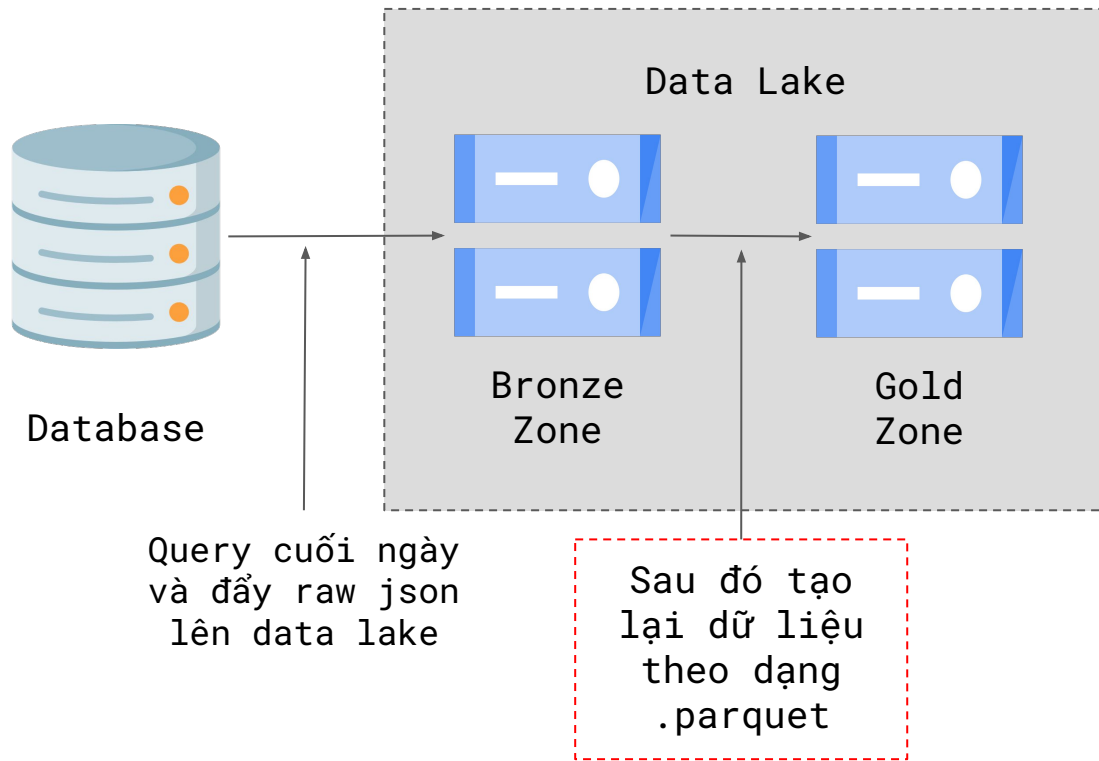 Data Lake
Database
Bronze
Zone
Gold
Zone
Query cuối ngày
và đẩy raw json
lên data lake
Sau đó tạo
lại dữ liệu
theo dạng
.parquet